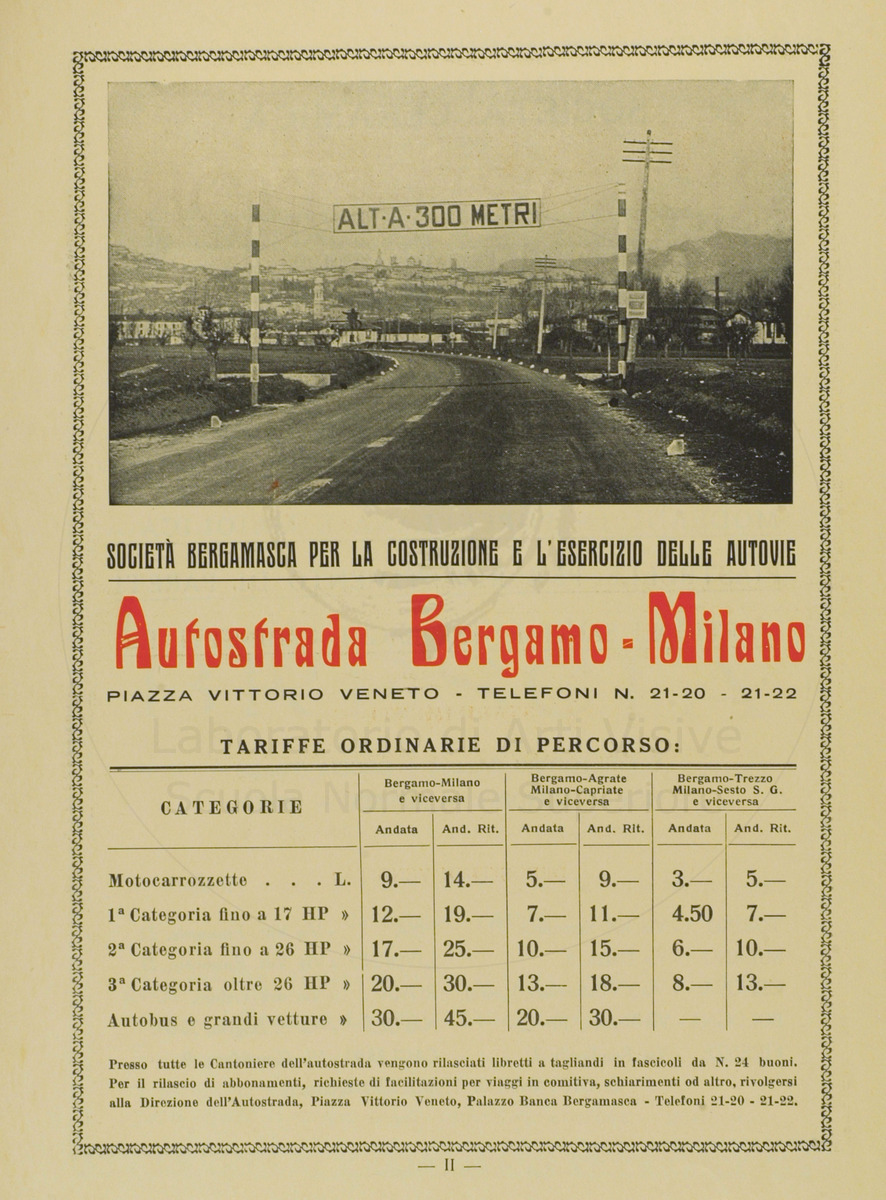 ALT·A·300 METRI
SOCIETÀ BERGAMASCA PER LA COSTRUZIONE E L'ESERCIZIO DELLE AUTOVIE
Autostrada Bergamo-Milano
PIAZZA VITTORIO VENETO - TELEFONI N. 21-20 - 21-22
TARIFFE ORDINARIE DI PERCORSO:
CATEGORIE
Bergamo-Milano
e viceversa
Bergamo-Agrate
Milano-Capriate
e viceversa
Bergamo-Trezzo
Milano-Sesto S. G.
e viceversa
Andata And. Rit. Andata And. Rit. Andata And. Rit.
Motocarrozzette . . . L. 9.— 14.— 5.— 9.— 3.— 5.—
1ª Categoria fino a 17 HP » 12.— 19.— 7.— 11.— 4.50 7.—
2ª Categoria fino a 26 HP » 17.— 25.— 10.— 15.— 6.— 10.—
3ª Categoria oltre 26 HP » 20.— 30.— 13.— 18.— 8.— 13.—
Autobus e grandi vetture » 30.— 45.— 20.— 30.— — —
Presso tutte le Cantoniere dell'autostrada vengono rilasciati libretti a tagliandi in fascicoli da N. 24 buoni.
Per il rilascio di abbonamenti, richieste di facilitazioni per viaggi in comitiva, schiarimenti od altro, rivolgersi
alla Direzione dell'Autostrada, Piazza Vittorio Veneto, Palazzo Banca Bergamasca - Telefoni 21-20 - 21-22.
— II —